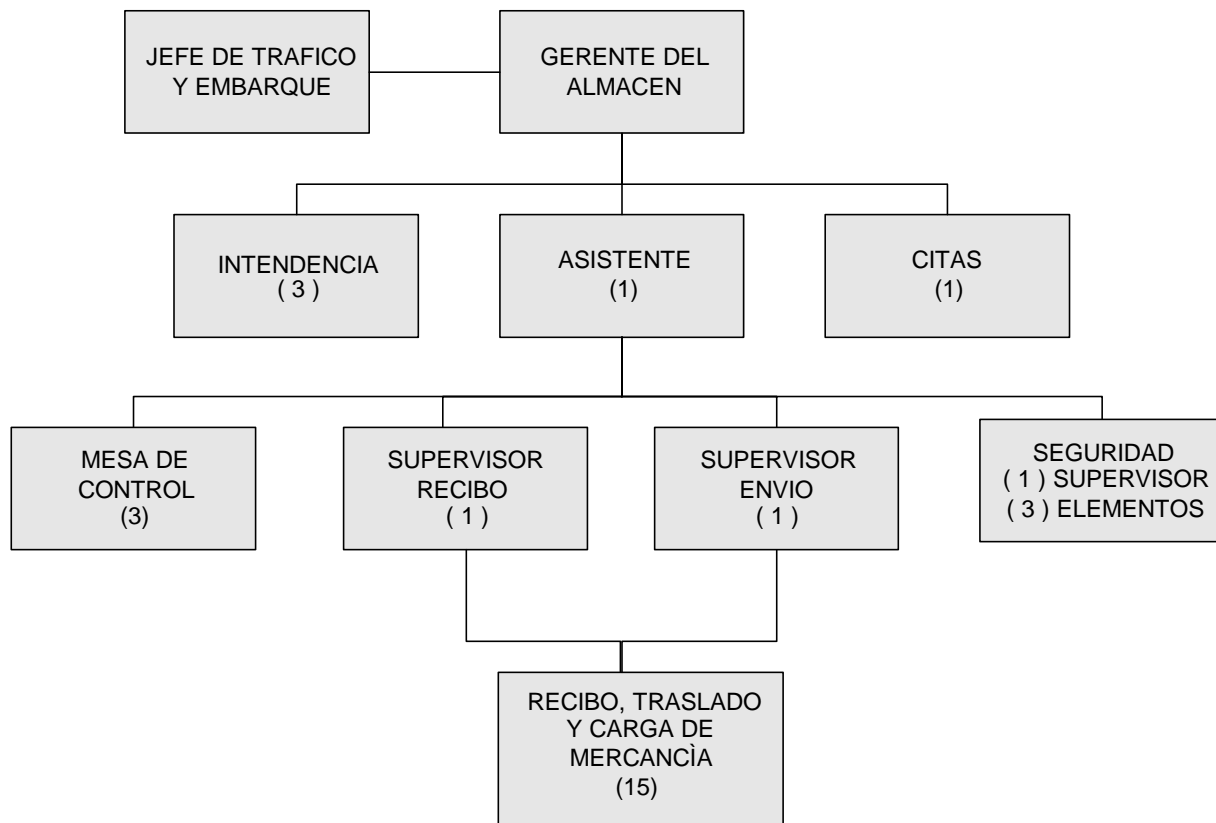 JEFE DE TRAFICO
Y EMBARQUE
GERENTE DEL
ALMACEN
INTENDENCIA
( 3 )
ASISTENTE
(1)
CITAS
(1)
MESA DE
CONTROL
(3)
SUPERVISOR
RECIBO
( 1 )
SUPERVISOR
ENVIO
( 1 )
SEGURIDAD
( 1 ) SUPERVISOR
( 3 ) ELEMENTOS
RECIBO, TRASLADO
Y CARGA DE
MERCANCÌA
(15)